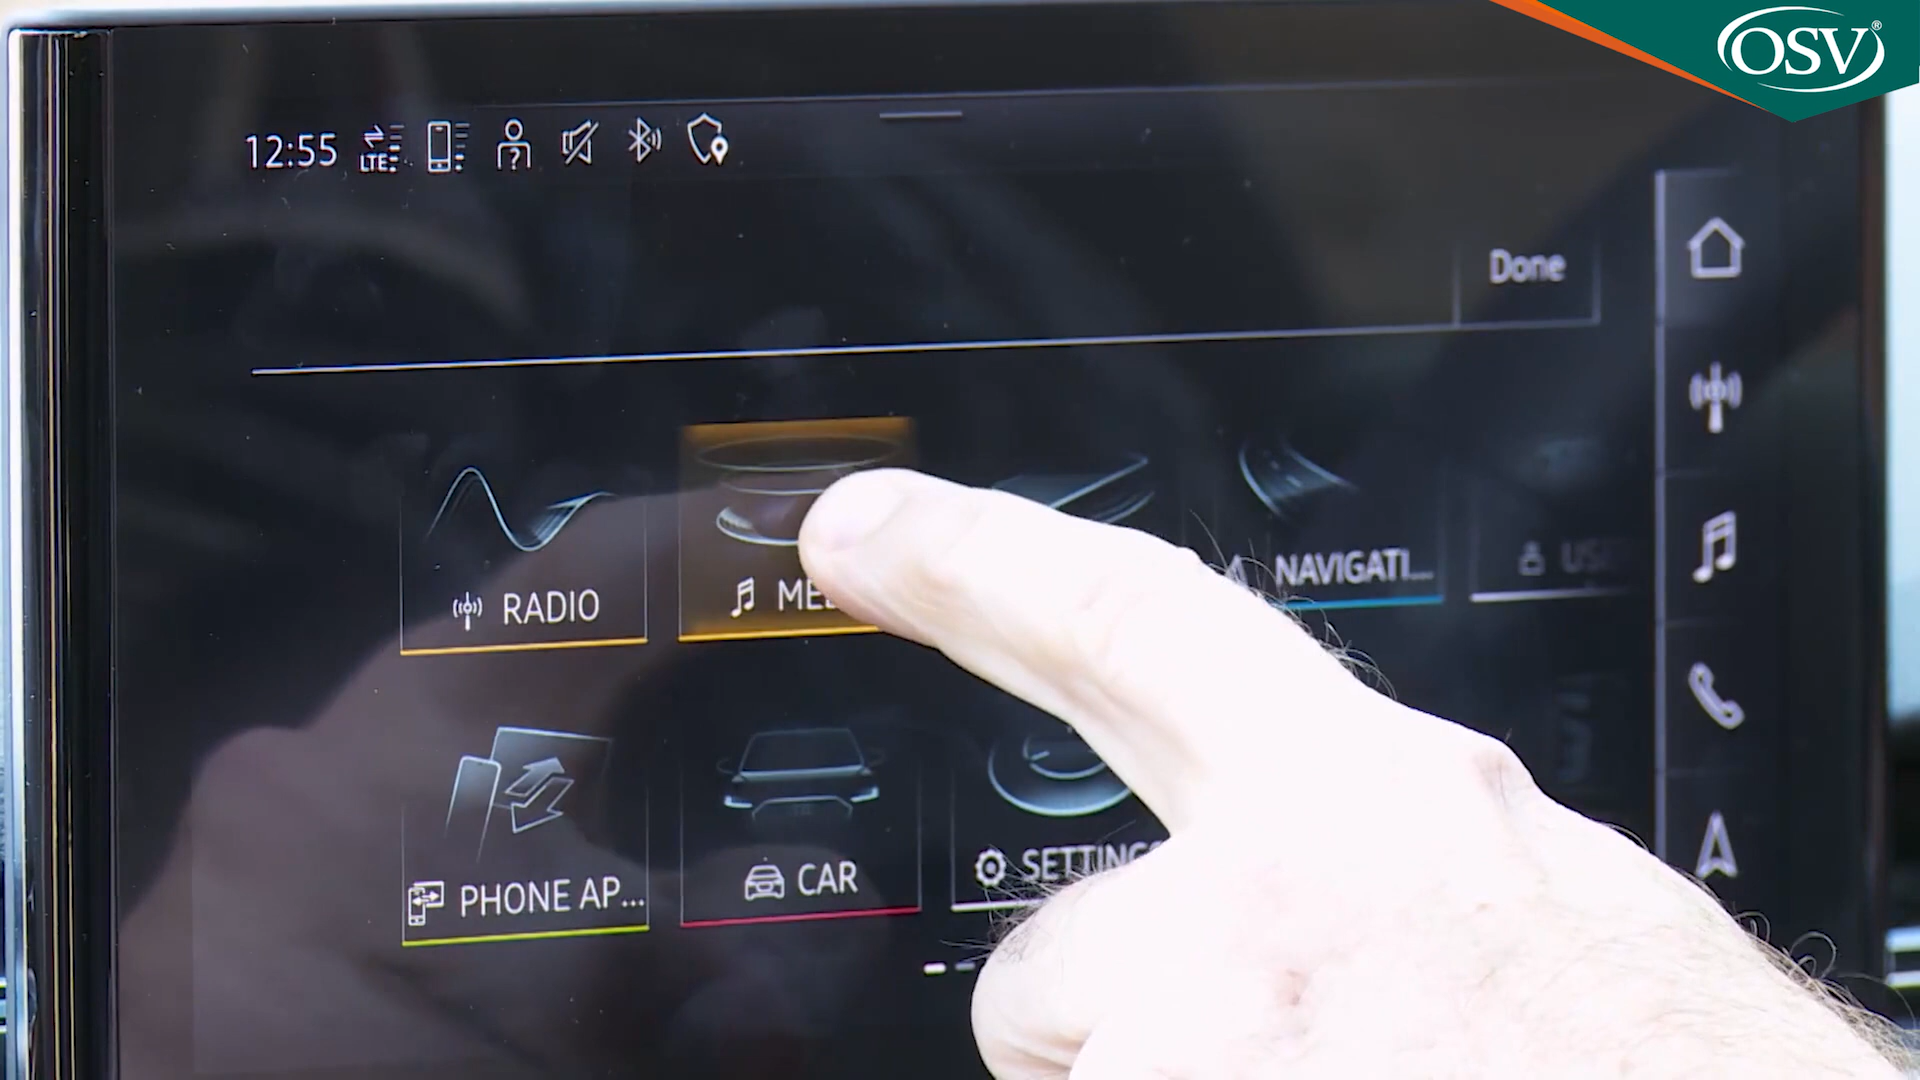 OSV®
12:55
LTE
Done
RADIO
NAVIGATI...
PHONE AP...
CAR